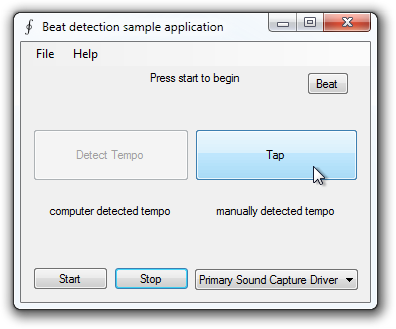 Beat detection sample application
File Help
Press start to begin
Beat
Detect Tempo
Tap
computer detected tempo
manually detected tempo
Start
Stop
Primary Sound Capture Driver